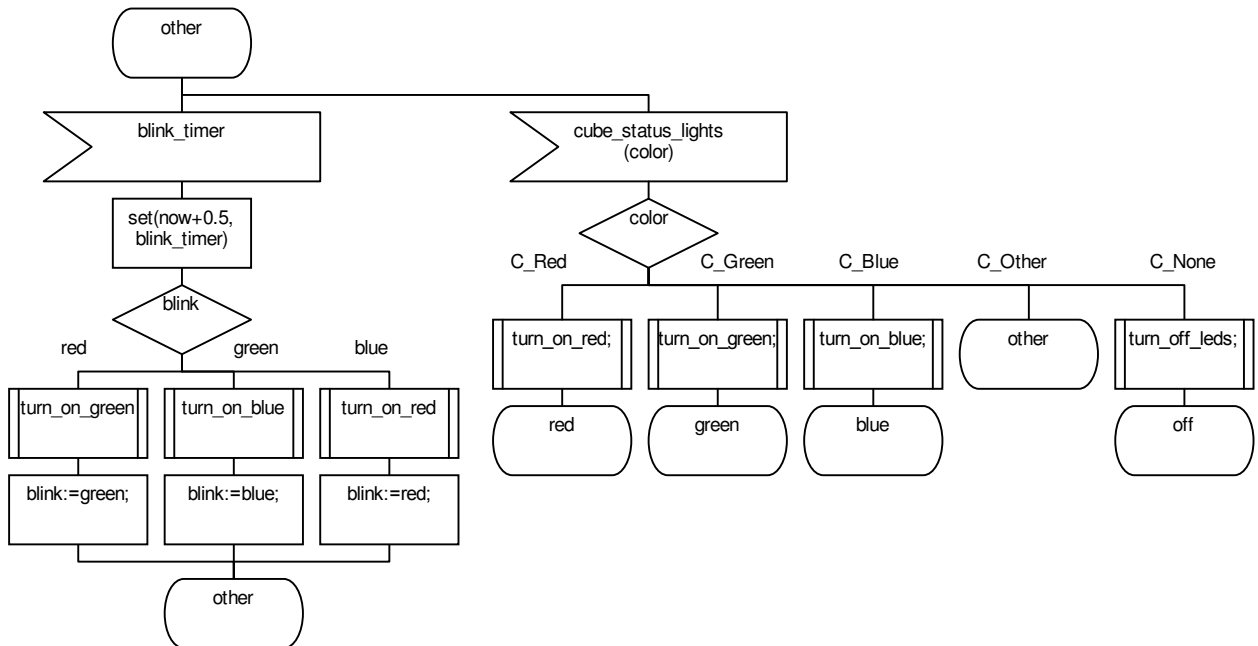 other
blink_timer
cube_status_lights
(color)
set(now+0.5,
blink_timer)
color
blink
C_Red
C_Green
C_Blue
C_Other
C_None
turn_on_red;
turn_on_green;
turn_on_blue;
other
turn_off_leds;
red
green
blue
turn_on_green
turn_on_blue
turn_on_red
red
green
blue
off
blink:=green;
blink:=blue;
blink:=red;
other